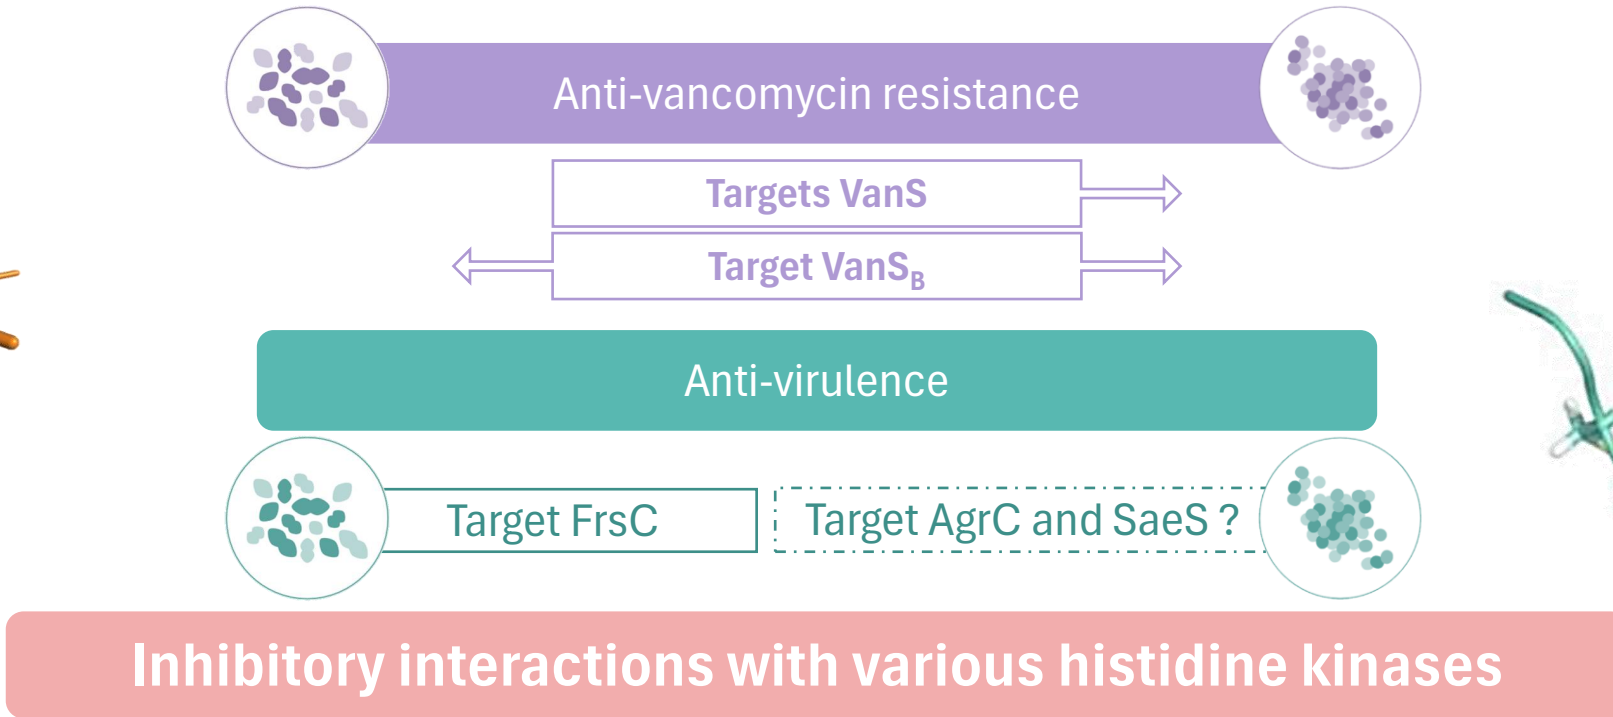 Anti-vancomycin resistance
Targets VanS
Target VanS_B
Anti-virulence
Target FrsC
Target AgrC and SaeS ?
Inhibitory interactions with various histidine kinases